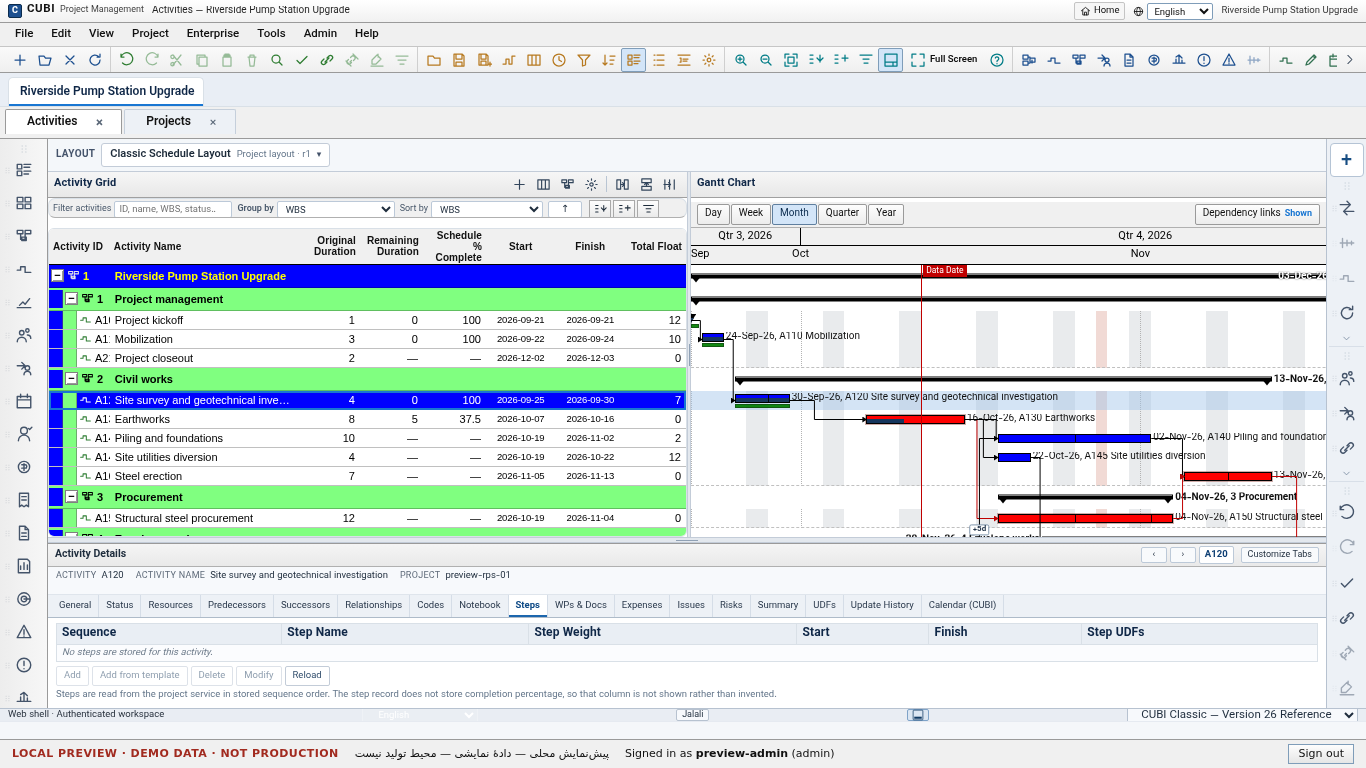 CUBI Project Management Activities — Riverside Pump Station Upgrade Home English Riverside Pump Station Upgrade
File Edit View Project Enterprise Tools Admin Help
Full Screen
Riverside Pump Station Upgrade
Activities × Projects ×
LAYOUT Classic Schedule Layout Project layout · r1
Activity Grid
Gantt Chart
Filter activities ID, name, WBS, status.. Group by WBS Sort by WBS
Day Week Month Quarter Year Dependency links Shown
Activity ID Activity Name Original Duration Remaining Duration Schedule % Complete Start Finish Total Float
Qtr 3, 2026 Qtr 4, 2026
Sep Oct Nov
Data Date
1 Riverside Pump Station Upgrade
03-Dec-26
1 Project management
Project kickoff 1 0 100 2026-09-21 2026-09-21 12
Mobilization 3 0 100 2026-09-22 2026-09-24 10
24-Sep-26, A110 Mobilization
Project closeout 2 — — 2026-12-02 2026-12-03 0
2 Civil works
13-Nov-26,
Site survey and geotechnical inve… 4 0 100 2026-09-25 2026-09-30 7
30-Sep-26, A120 Site survey and geotechnical investigation
Earthworks 8 5 37.5 2026-10-07 2026-10-16 0
16-Oct-26, A130 Earthworks
Piling and foundations 10 — — 2026-10-19 2026-11-02 2
02-Nov-26, A140 Piling and foundation
Site utilities diversion 4 — — 2026-10-19 2026-10-22 12
22-Oct-26, A145 Site utilities diversion
Steel erection 7 — — 2026-11-05 2026-11-13 0
13-Nov-26,
3 Procurement
04-Nov-26, 3 Procurement
Structural steel procurement 12 — — 2026-10-19 2026-11-04 0
04-Nov-26, A150 Structural steel
+5d
Activity Details
A120 Customize Tabs
ACTIVITY A120 ACTIVITY NAME Site survey and geotechnical investigation PROJECT preview-rps-01
General Status Resources Predecessors Successors Relationships Codes Notebook Steps WPs & Docs Expenses Issues Risks Summary UDFs Update History Calendar (CUBI)
Sequence Step Name Step Weight Start Finish Step UDFs
No steps are stored for this activity.
Add Add from template Delete Modify Reload
Steps are read from the project service in stored sequence order. The step record does not store completion percentage, so that column is not shown rather than invented.
Web shell · Authenticated workspace English Jalali CUBI Classic — Version 26 Reference
LOCAL PREVIEW · DEMO DATA · NOT PRODUCTION پیش‌نمایش محلی — دادهٔ نمایشی — محیط تولید نیست Signed in as preview-admin (admin) Sign out